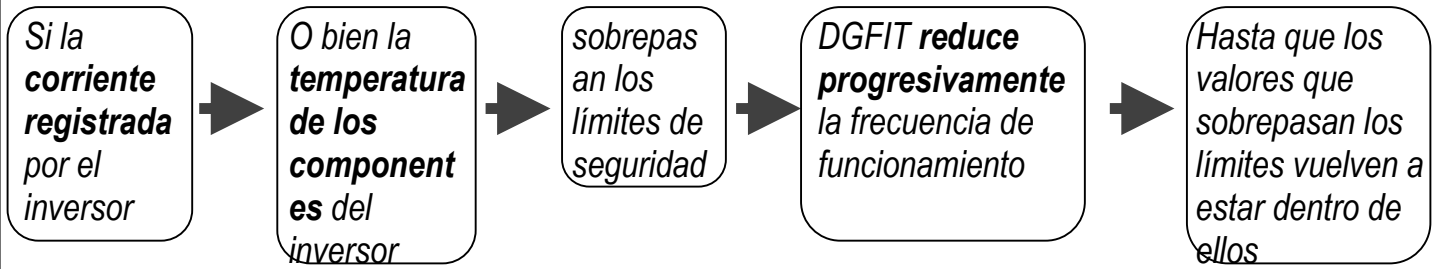 Si la
corriente
registrada
por el
inversor
O bien la
temperatura
de los
component
es del
inversor
sobrepas
an los
límites de
seguridad
DGFIT reduce
progresivamente
la frecuencia de
funcionamiento
Hasta que los
valores que
sobrepasan los
límites vuelven a
estar dentro de
ellos